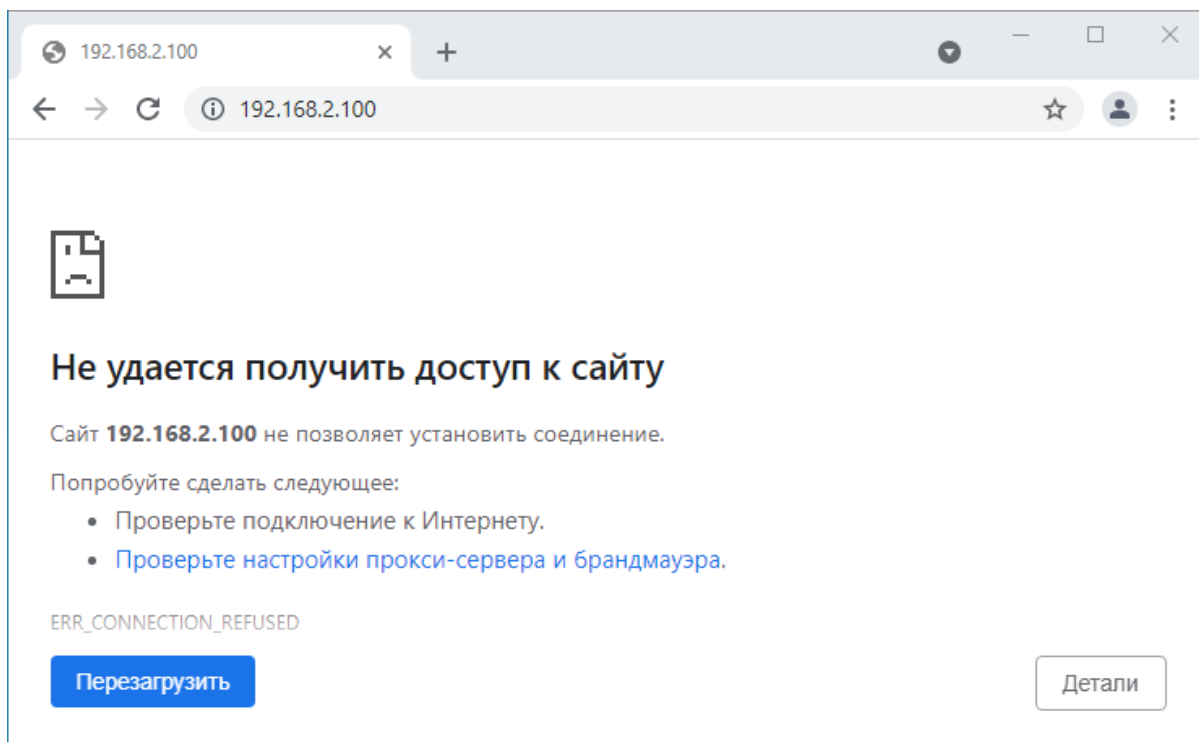 192.168.2.100
192.168.2.100
Не удается получить доступ к сайту
Сайт 192.168.2.100 не позволяет установить соединение.
Попробуйте сделать следующее:
• Проверьте подключение к Интернету.
• Проверьте настройки прокси-сервера и брандмауэра.
ERR_CONNECTION_REFUSED
Перезагрузить Детали